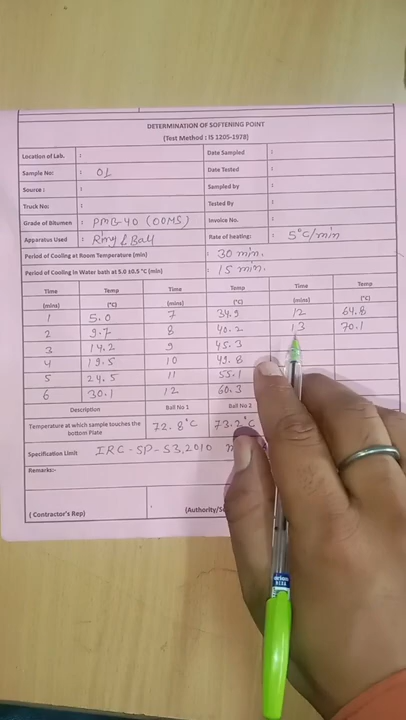 DETERMINATION OF SOFTENING POINT
(Test Method : IS 1205-1978)
Location of Lab. : Date Sampled :
Sample No: : 01 Date Tested :
Source : : Sampled by :
Truck No: : Tested By :
Grade of Bitumen : PMB-40 (OOMS) Invoice No. :
Apparatus Used : Ring & Ball Rate of heating: : 5°C/min
Period of Cooling at Room Temperature (min) : 30 min.
Period of Cooling in Water bath at 5.0 ±0.5 °C (min) : 15 min.
Time Temp Time Temp Time Temp
(mins) (°C) (mins) (°C) (mins) (°C)
1 5.0 7 34.9 12 64.8
2 9.7 8 40.2 13 70.1
3 14.2 9 45.3
4 19.5 10 49.8
5 24.5 11 55.1
6 30.1 12 60.3
Description Ball No 1 Ball No 2
Temperature at which sample touches the bottom Plate 72.8°C 73.2°C
Specification Limit IRC-SP-53,2010
Remarks:-
( Contractor's Rep) (Authority/